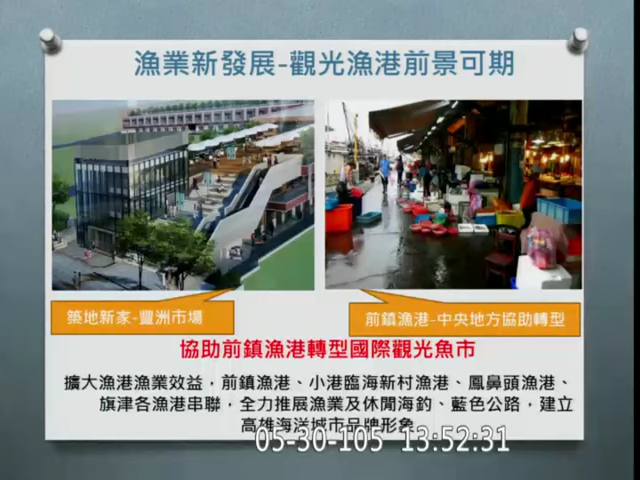 漁業新發展-觀光漁港前景可期
築地新家-豐洲市場
前鎮漁港-中央地方協助轉型
協助前鎮漁港轉型國際觀光魚市
擴大漁港漁業效益，前鎮漁港、小港臨海新村漁港、鳳鼻頭漁港、
旗津各漁港串聯，全力推展漁業及休閒海釣、藍色公路，建立
高雄海洋城市品牌形象
05-30-105 13:52:31